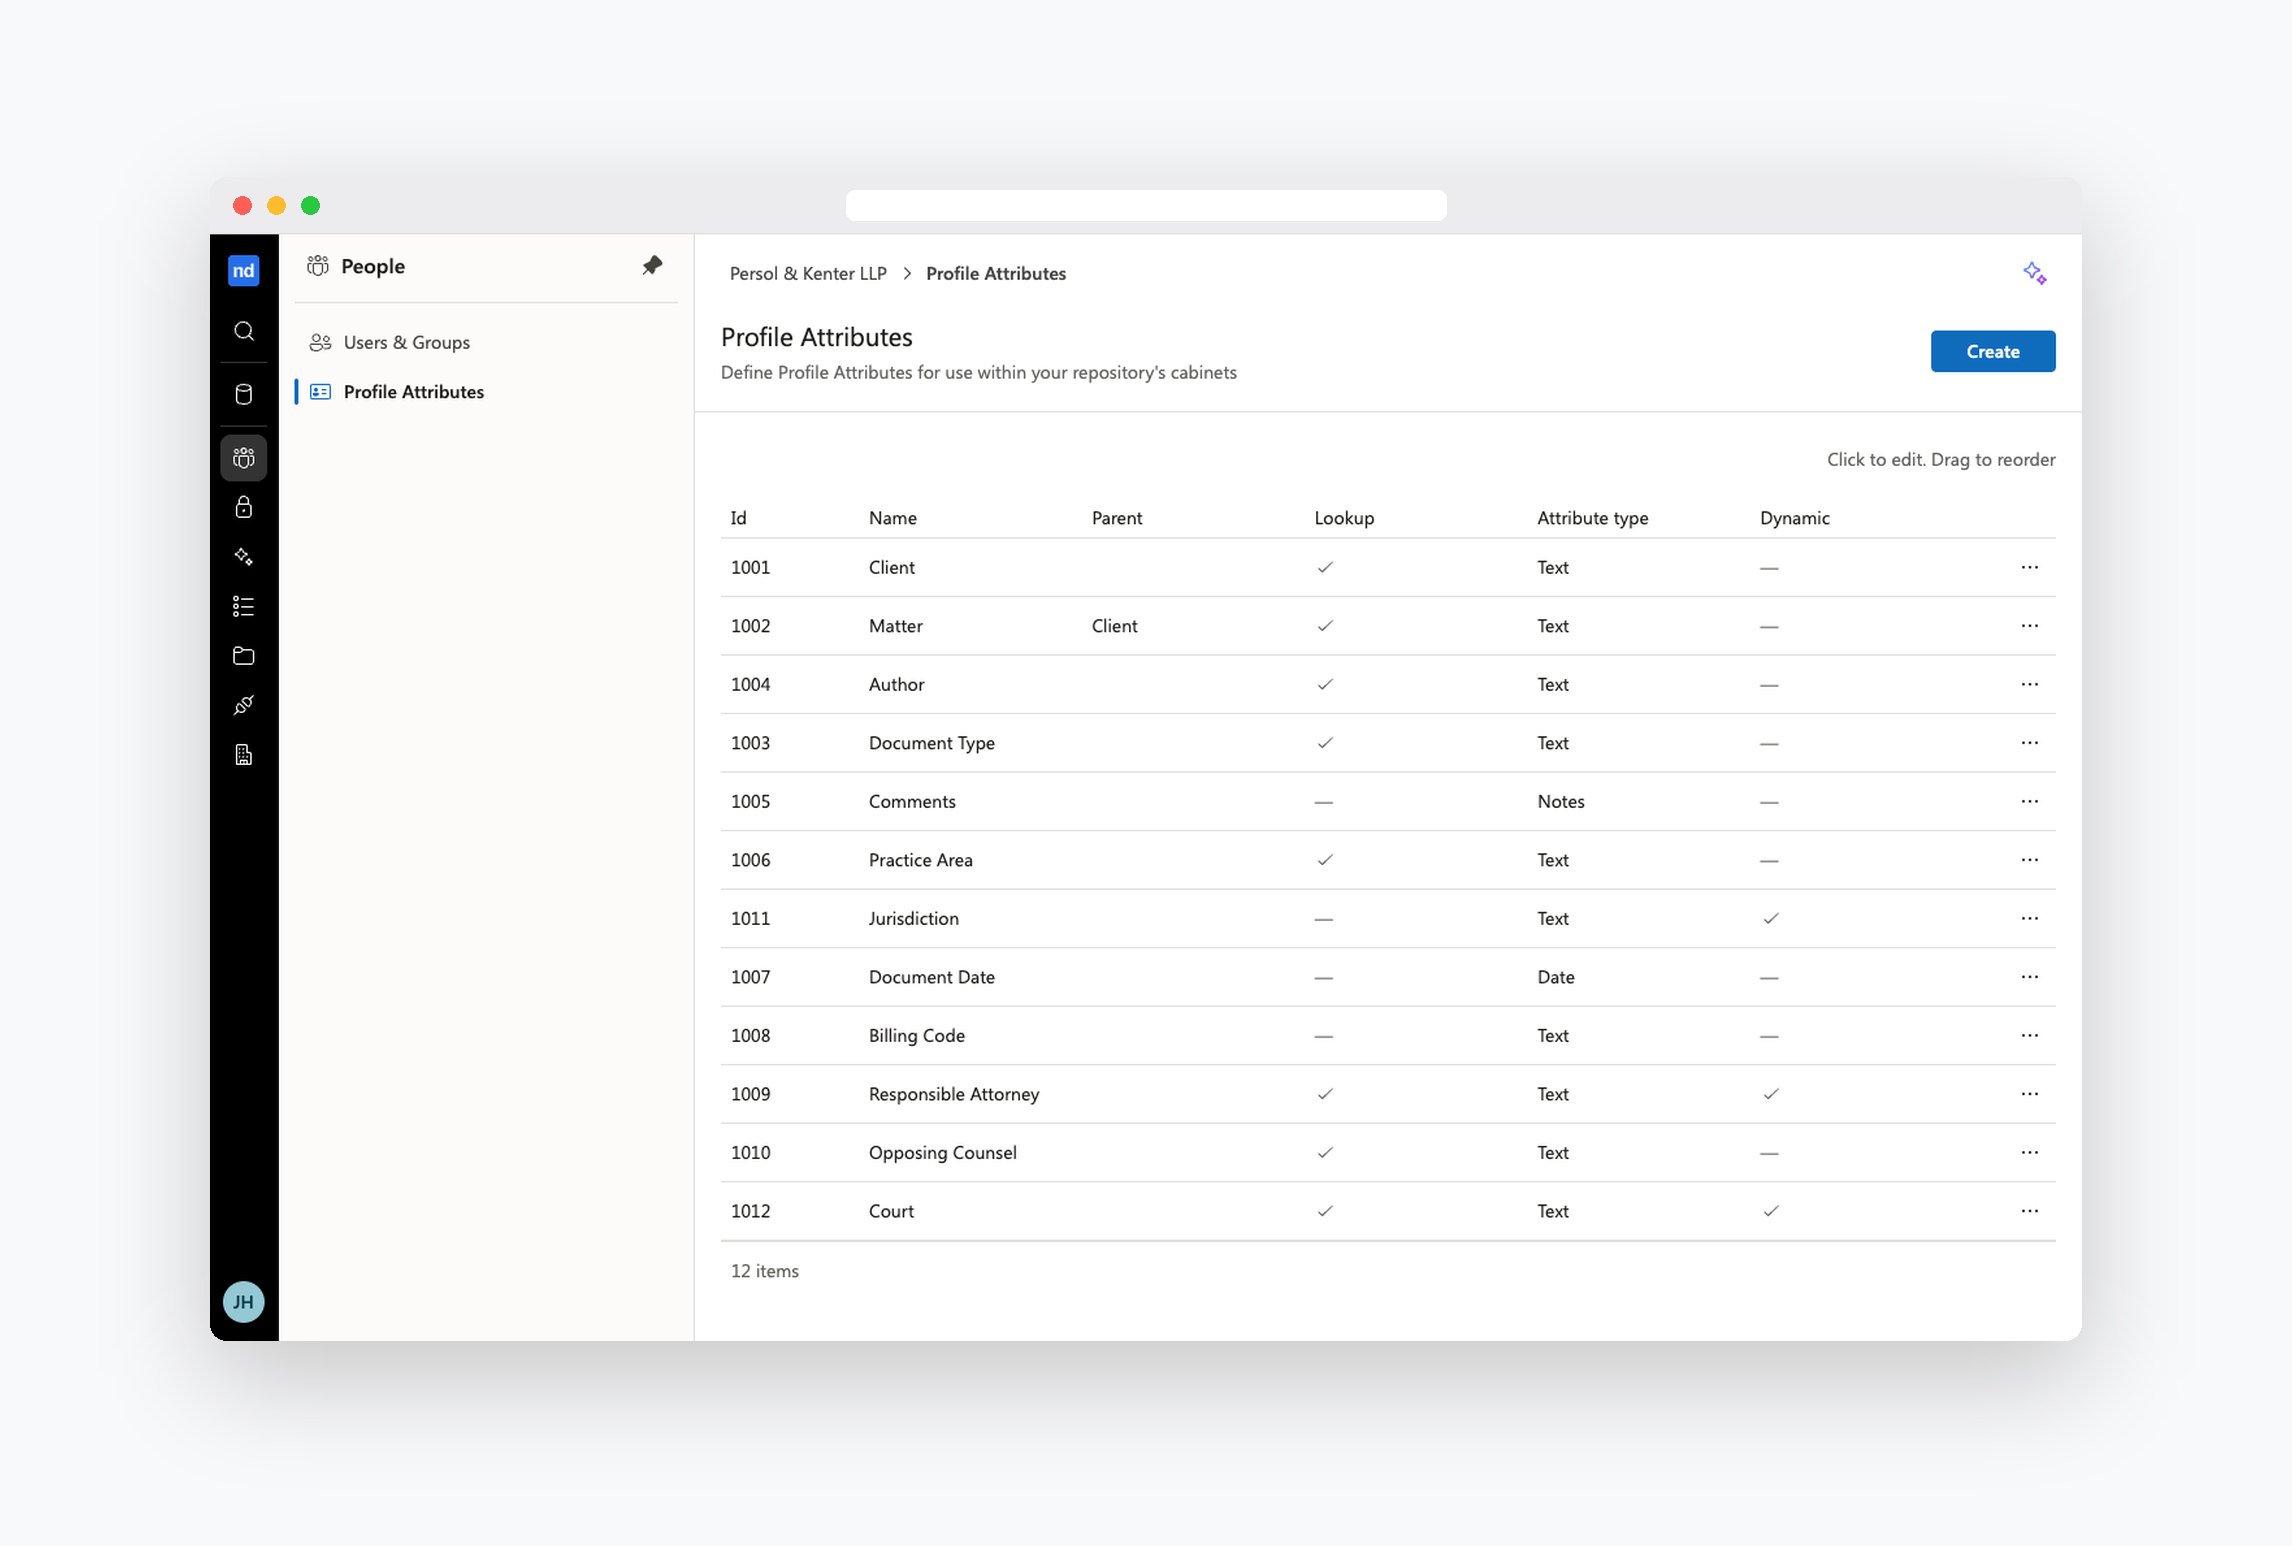 nd
People
Users & Groups
Profile Attributes
JH
Persol & Kenter LLP > Profile Attributes
Profile Attributes
Define Profile Attributes for use within your repository's cabinets
Create
Click to edit. Drag to reorder
Id Name Parent Lookup Attribute type Dynamic
1001 Client ✓ Text — ...
1002 Matter Client ✓ Text — ...
1004 Author ✓ Text — ...
1003 Document Type ✓ Text — ...
1005 Comments — Notes — ...
1006 Practice Area ✓ Text — ...
1011 Jurisdiction — Text ✓ ...
1007 Document Date — Date — ...
1008 Billing Code — Text — ...
1009 Responsible Attorney ✓ Text ✓ ...
1010 Opposing Counsel ✓ Text — ...
1012 Court ✓ Text ✓ ...
12 items